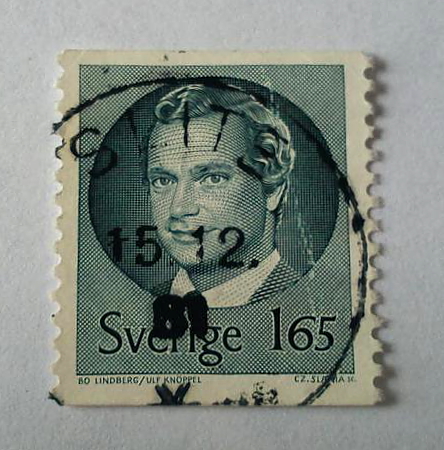 15.12.
81
Sverige 165
BO LINDBERG/ULF KNÖPPEL CZ.SLANIA SC.